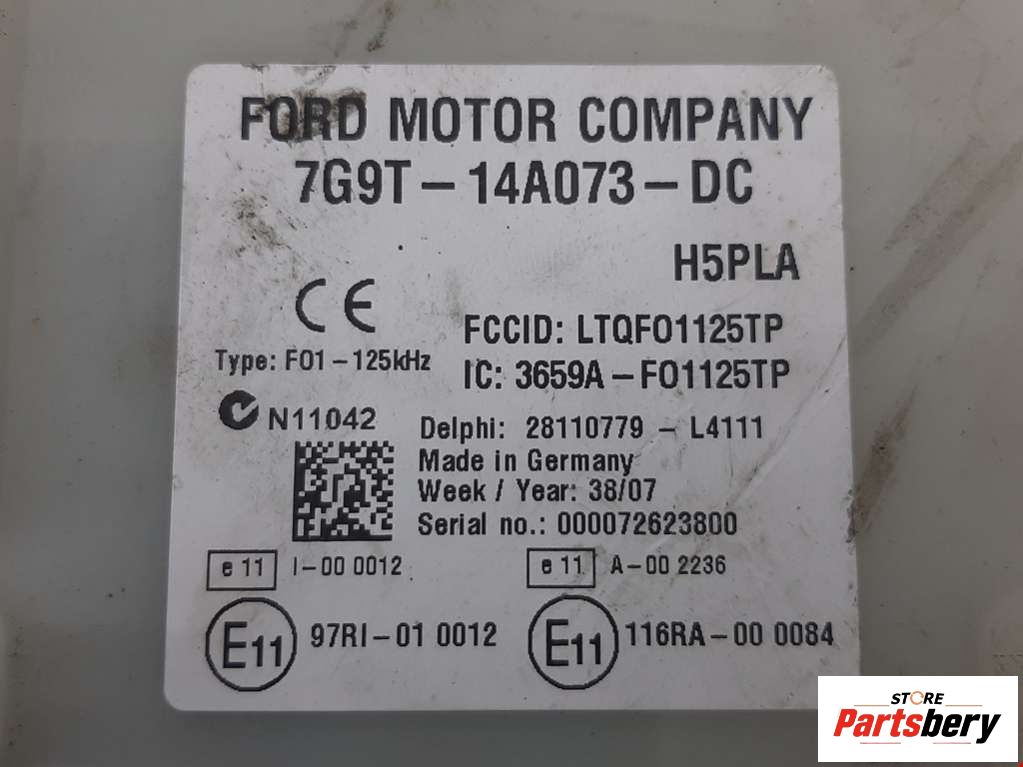 FORD MOTOR COMPANY
7G9T-14A073-DC
H5PLA
CE
FCCID: LTQFO1125TP
Type: FO1-125kHz
IC: 3659A-FO1125TP
N11042
Delphi: 28110779 - L4111
Made in Germany
Week / Year: 38/07
Serial no.: 000072623800
e 11 I-00 0012
e 11 A-00 2236
E11 97RI-01 0012
E11 116RA-00 0084
STORE
Partsbery